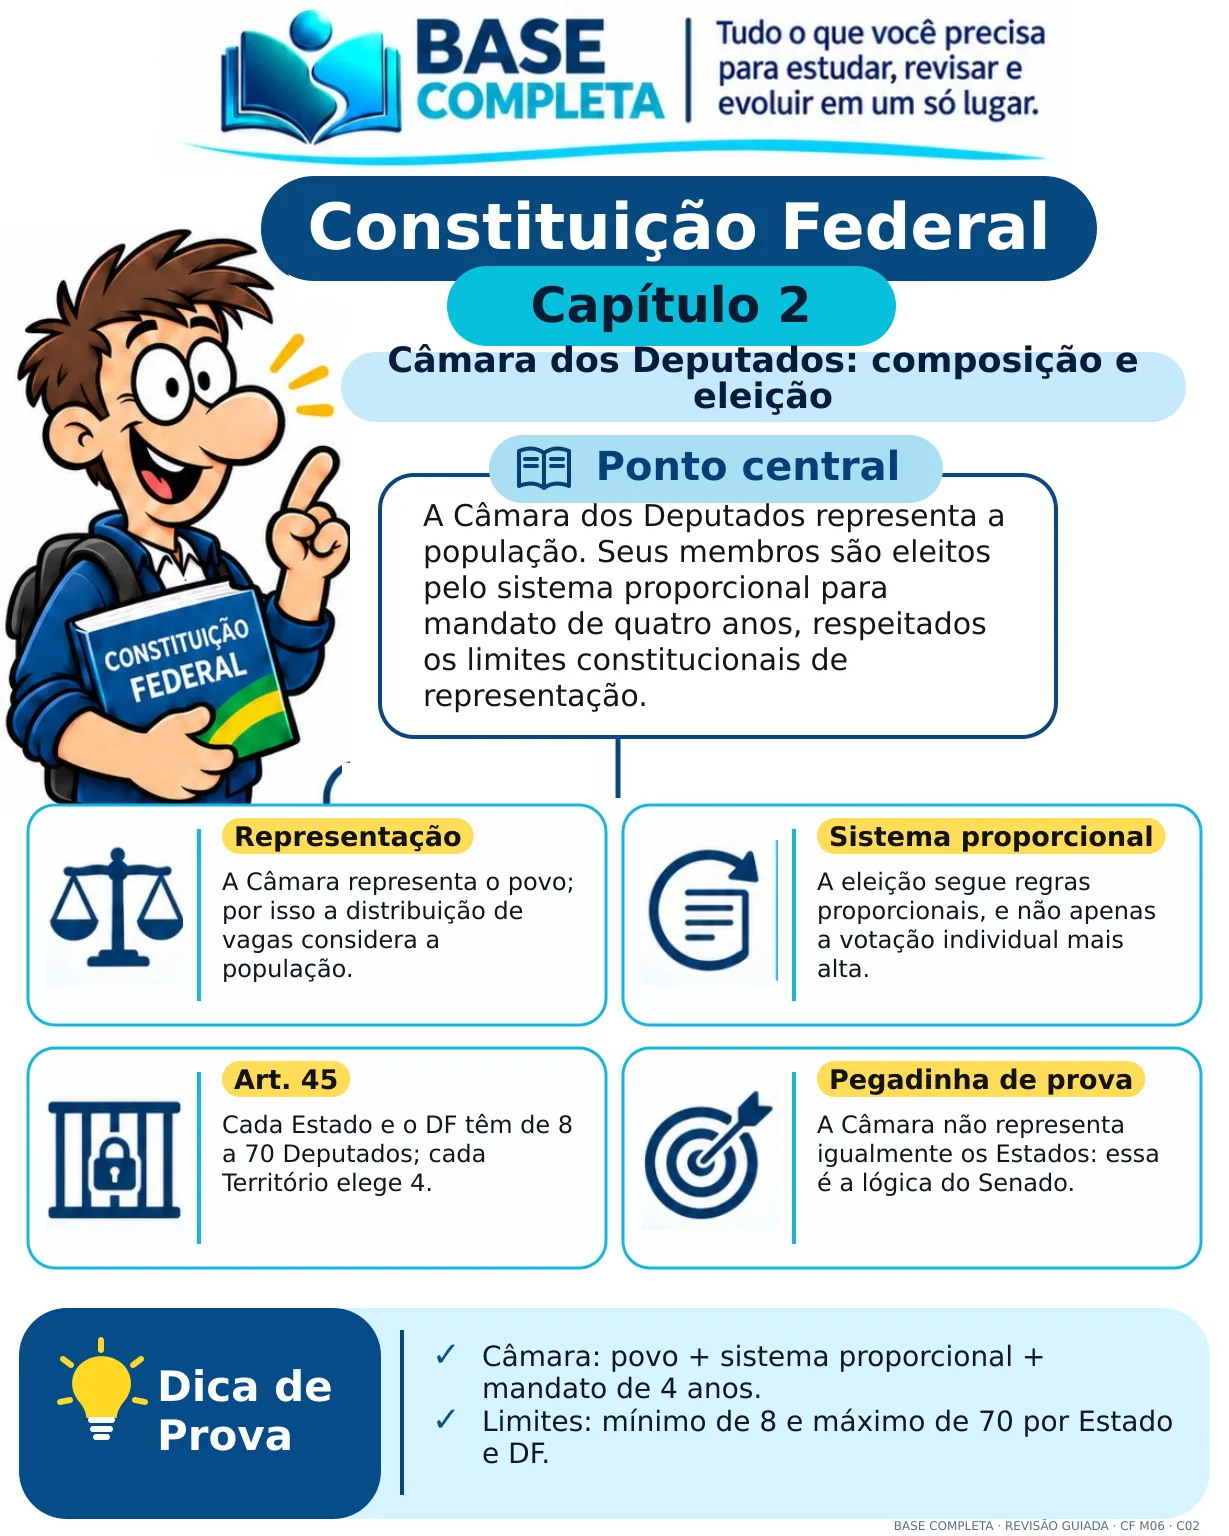 BASE
COMPLETA
Tudo o que você precisa
para estudar, revisar e
evoluir em um só lugar.
Constituição Federal
Capítulo 2
Câmara dos Deputados: composição e
eleição
Ponto central
A Câmara dos Deputados representa a
população. Seus membros são eleitos
pelo sistema proporcional para
mandato de quatro anos, respeitados
os limites constitucionais de
representação.
CONSTITUIÇÃO
FEDERAL
Representação
A Câmara representa o povo;
por isso a distribuição de
vagas considera a
população.
Sistema proporcional
A eleição segue regras
proporcionais, e não apenas
a votação individual mais
alta.
Art. 45
Cada Estado e o DF têm de 8
a 70 Deputados; cada
Território elege 4.
Pegadinha de prova
A Câmara não representa
igualmente os Estados: essa
é a lógica do Senado.
Dica de
Prova
✓ Câmara: povo + sistema proporcional +
mandato de 4 anos.
✓ Limites: mínimo de 8 e máximo de 70 por Estado
e DF.
BASE COMPLETA · REVISÃO GUIADA · CF M06 · C02